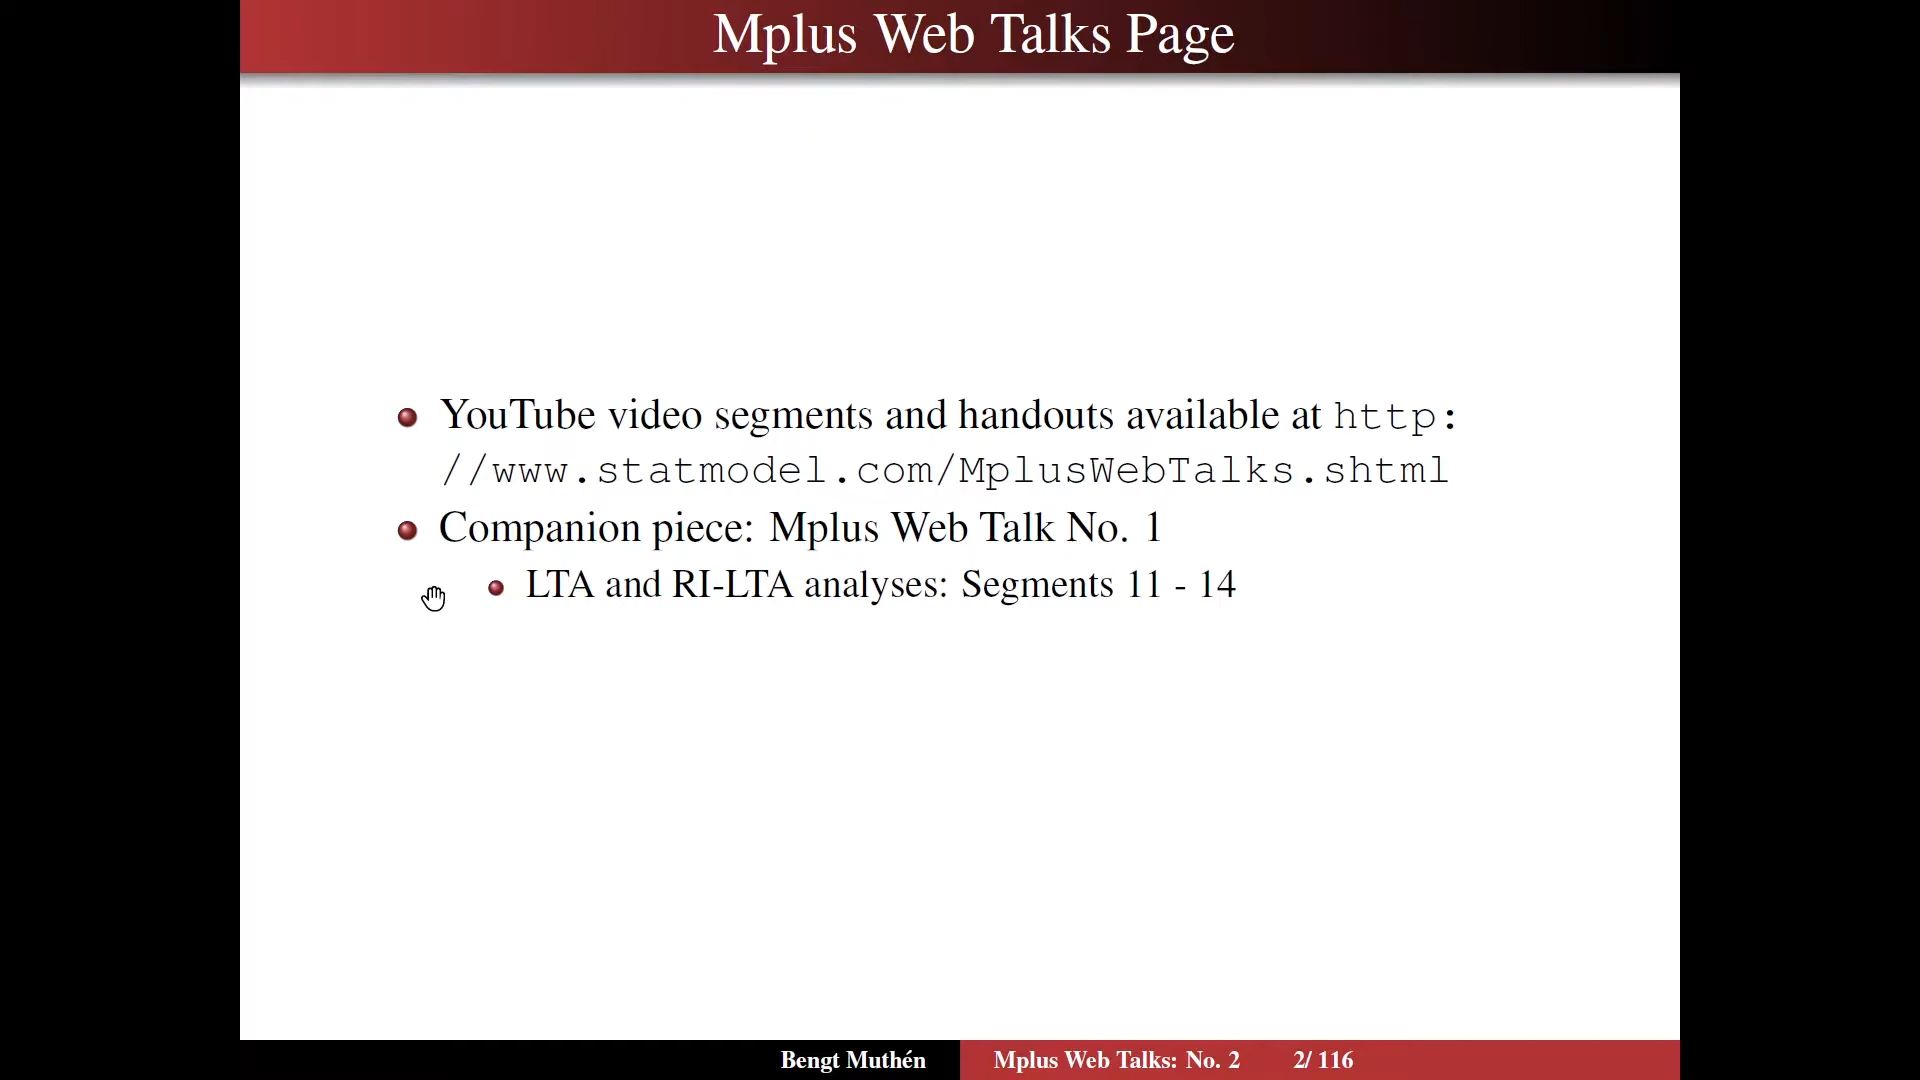 Mplus Web Talks Page
YouTube video segments and handouts available at http:
//www.statmodel.com/MplusWebTalks.shtml
Companion piece: Mplus Web Talk No. 1
LTA and RI-LTA analyses: Segments 11 - 14
Bengt Muthén Mplus Web Talks: No. 2 2/ 116